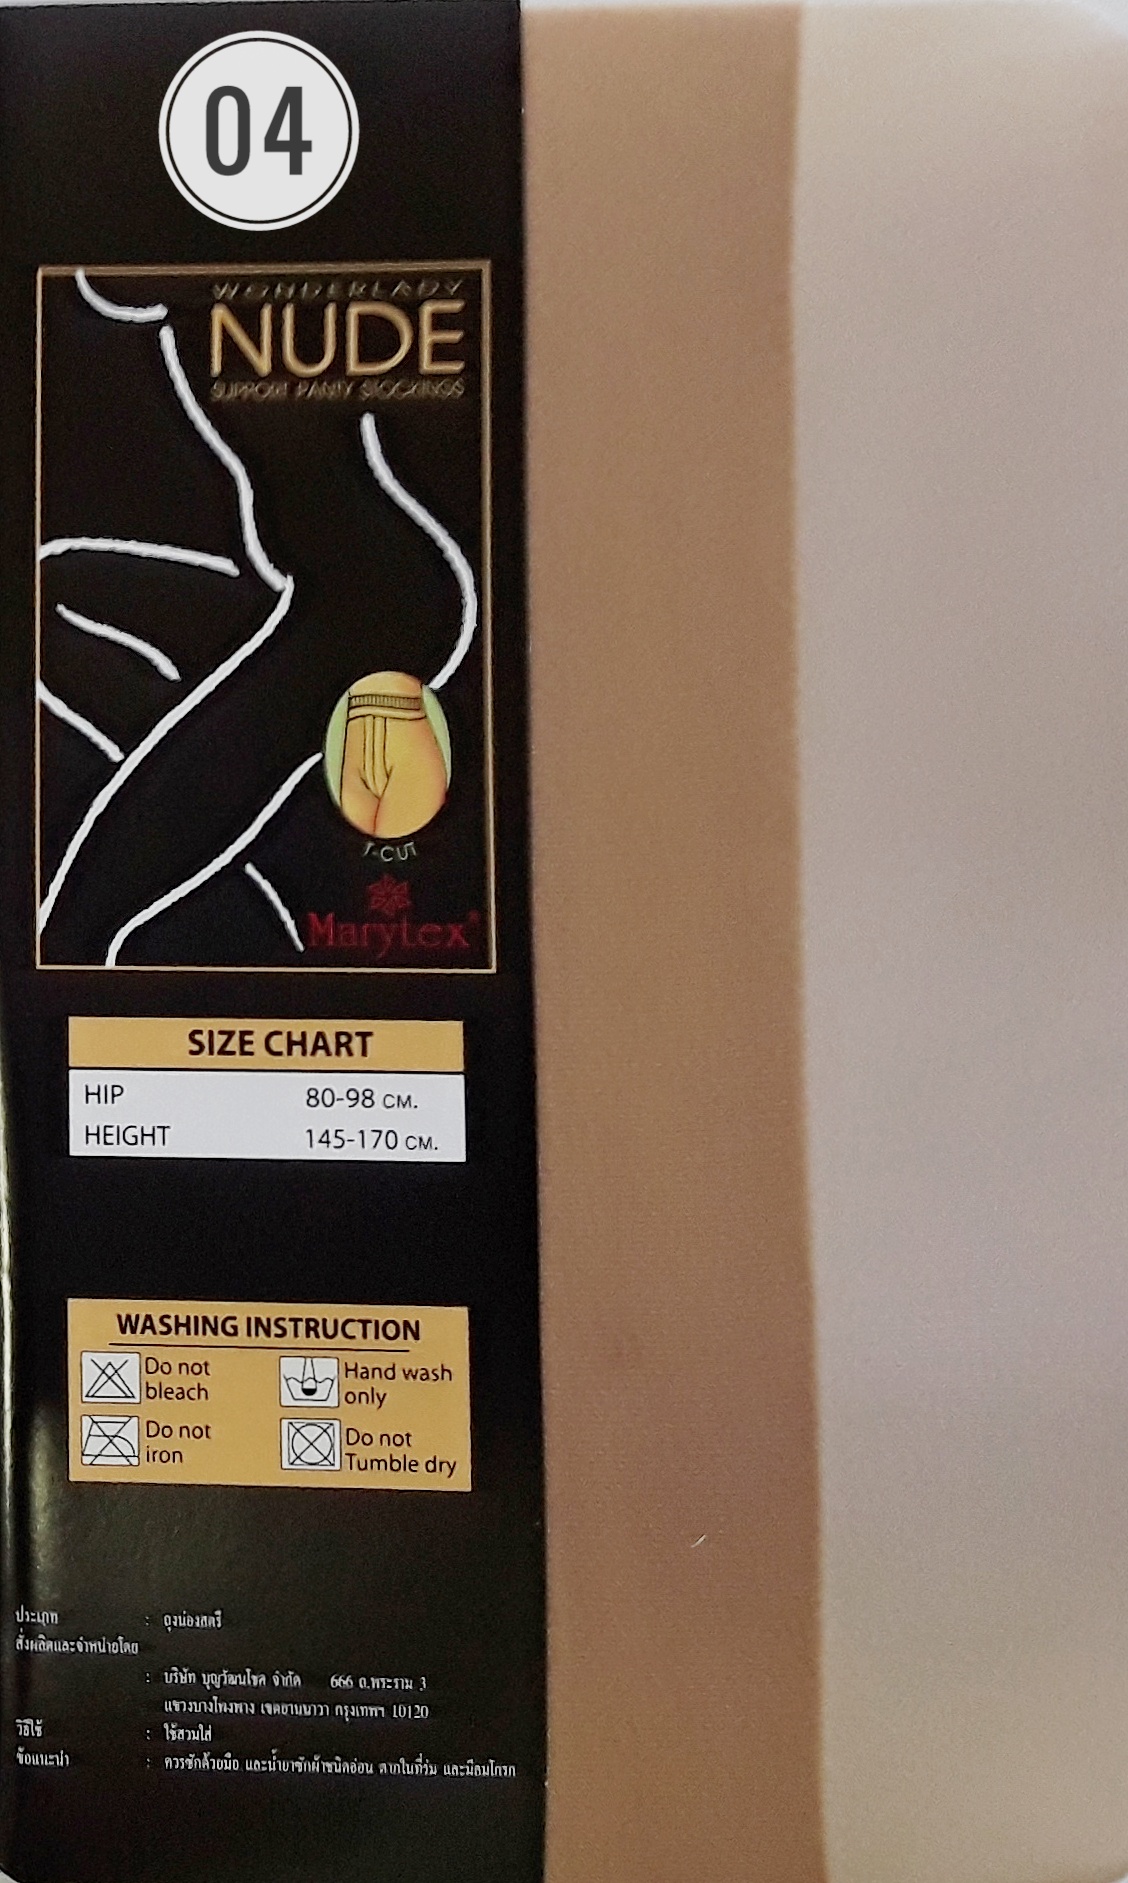 04
WONDERLADY
NUDE
SUPPORT PANTY STOCKINGS
T-CUT
Marytex®
SIZE CHART
HIP 80-98 CM.
HEIGHT 145-170 CM.
WASHING INSTRUCTION
Do not bleach
Hand wash only
Do not iron
Do not Tumble dry
ประเภท : ถุงน่องสตรี
สั่งผลิตและจำหน่ายโดย
: บริษัท บุญวัฒนโชค จำกัด 666 ถ.พระราม 3
แขวงบางโพงพาง เขตยานนาวา กรุงเทพฯ 10120
วิธีใช้ : ใช้สวมใส่
ข้อแนะนำ : ควรซักด้วยมือ และน้ำยาซักผ้าชนิดอ่อน ตากในที่ร่ม และมีลมโกรก